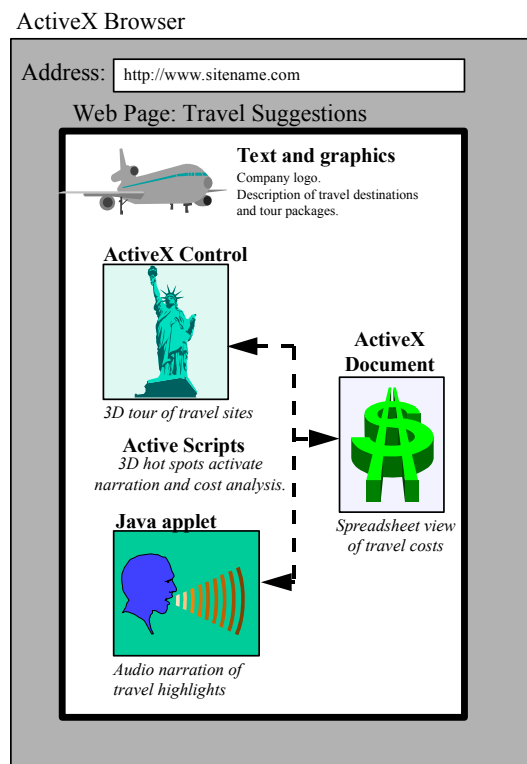 ActiveX Browser
Address: http://www.sitename.com
Web Page: Travel Suggestions
Text and graphics
Company logo.
Description of travel destinations
and tour packages.
ActiveX Control
3D tour of travel sites
ActiveX
Document
Spreadsheet view
of travel costs
Active Scripts
3D hot spots activate
narration and cost analysis.
Java applet
Audio narration of
travel highlights